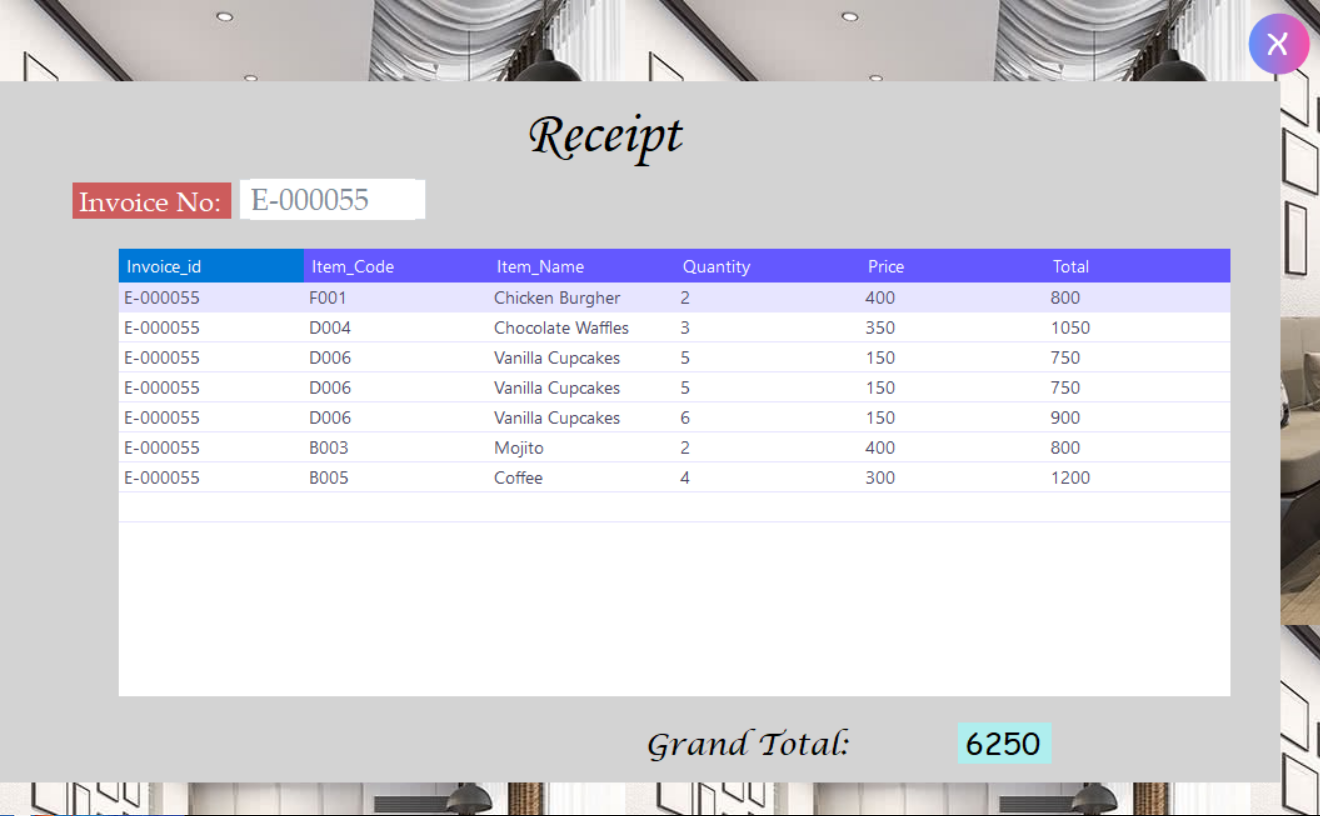 X
Receipt
Invoice No: E-000055
Invoice_id Item_Code Item_Name Quantity Price Total
E-000055 F001 Chicken Burgher 2 400 800
E-000055 D004 Chocolate Waffles 3 350 1050
E-000055 D006 Vanilla Cupcakes 5 150 750
E-000055 D006 Vanilla Cupcakes 5 150 750
E-000055 D006 Vanilla Cupcakes 6 150 900
E-000055 B003 Mojito 2 400 800
E-000055 B005 Coffee 4 300 1200
Grand Total: 6250